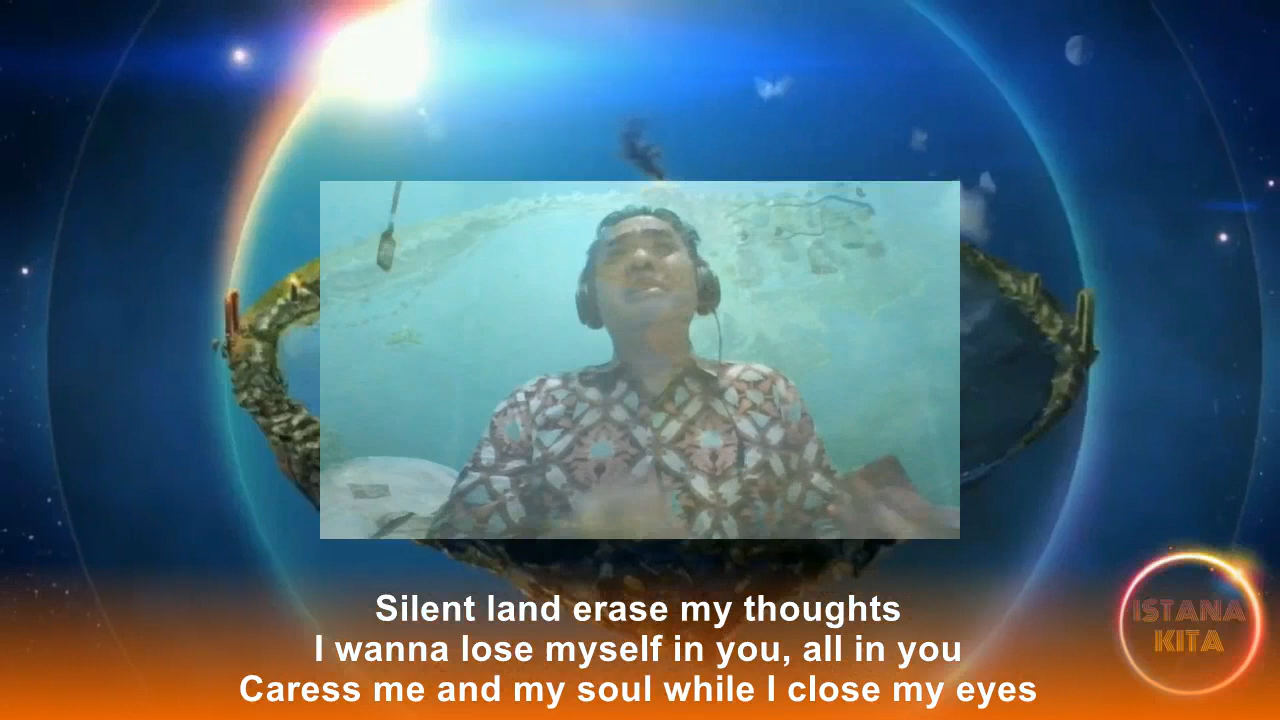 Silent land erase my thoughts
I wanna lose myself in you, all in you
Caress me and my soul while I close my eyes
ISTANA
KITA